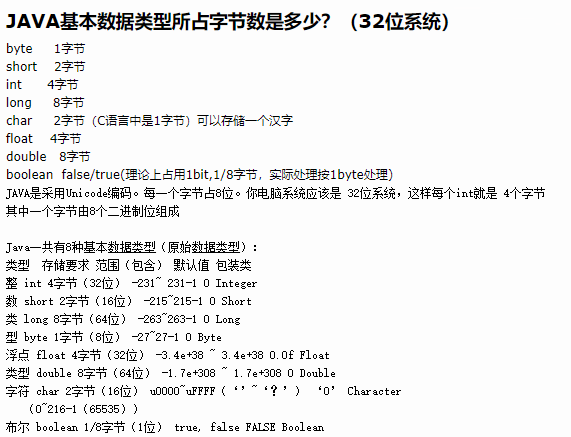 JAVA基本数据类型所占字节数是多少？（32位系统）
byte 1字节
short 2字节
int 4字节
long 8字节
char 2字节（C语言中是1字节）可以存储一个汉字
float 4字节
double 8字节
boolean false/true(理论上占用1bit,1/8字节，实际处理按1byte处理)
JAVA是采用Unicode编码。每一个字节占8位。你电脑系统应该是 32位系统，这样每个int就是 4个字节
其中一个字节由8个二进制位组成
Java一共有8种基本数据类型（原始数据类型）：
类型 存储要求 范围（包含） 默认值 包装类
整 int 4字节（32位） -231~ 231-1 0 Integer
数 short 2字节（16位） -215~215-1 0 Short
类 long 8字节（64位） -263~263-1 0 Long
型 byte 1字节（8位） -27~27-1 0 Byte
浮点 float 4字节（32位） -3.4e+38 ~ 3.4e+38 0.0f Float
类型 double 8字节（64位） -1.7e+308 ~ 1.7e+308 0 Double
字符 char 2字节（16位） u0000~uFFFF（‘’~‘？’） ‘0’ Character
（0~216-1（65535））
布尔 boolean 1/8字节（1位） true, false FALSE Boolean